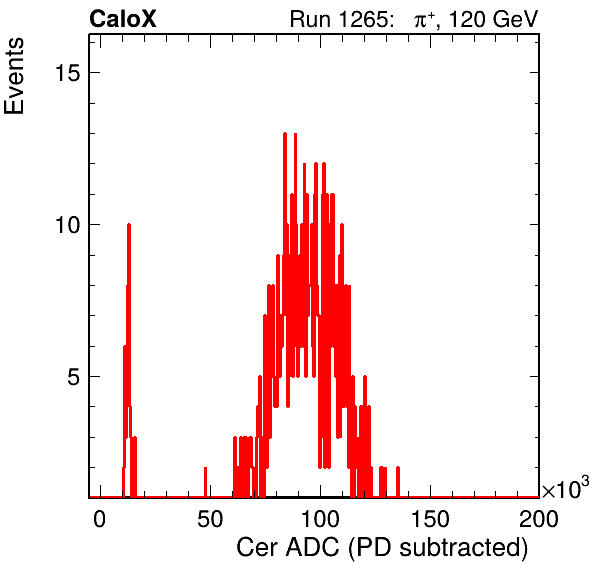 CaloX Run 1265: π⁺, 120 GeV
Events
15
10
5
0 50 100 150 200
×10³
Cer ADC (PD subtracted)